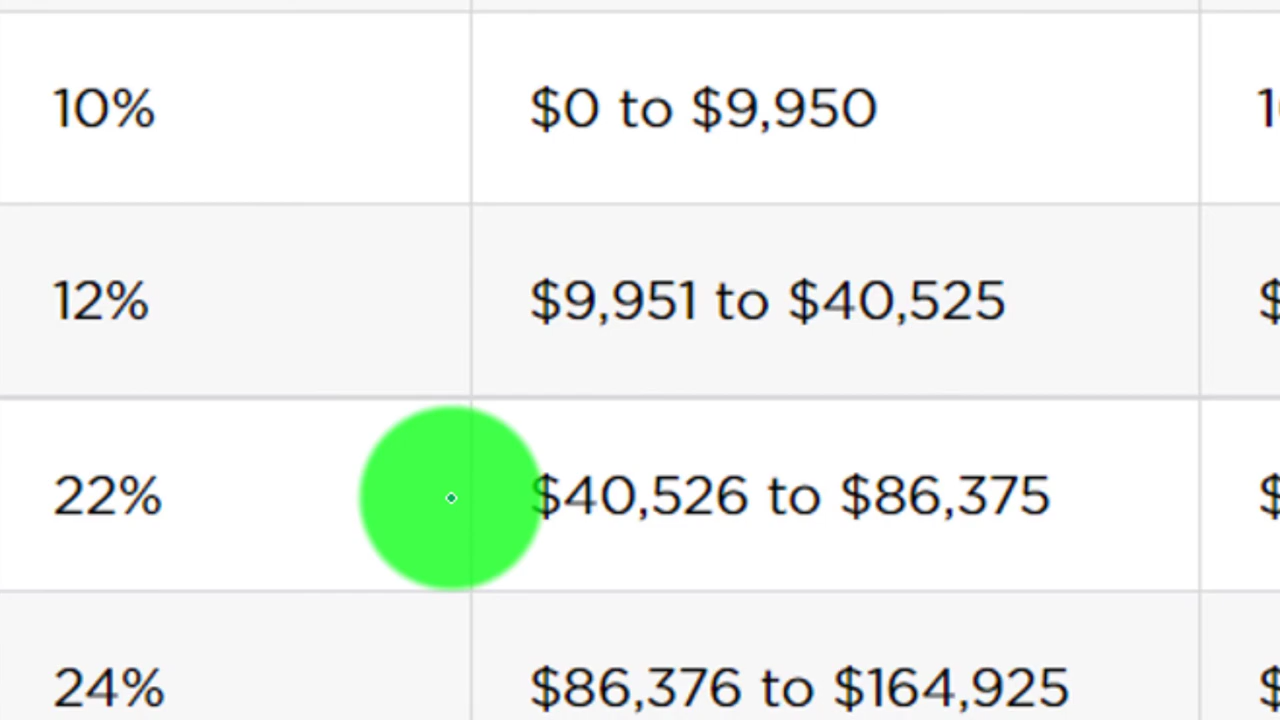 10% $0 to $9,950
12% $9,951 to $40,525 $
22% $40,526 to $86,375 $
24% $86,376 to $164,925 $